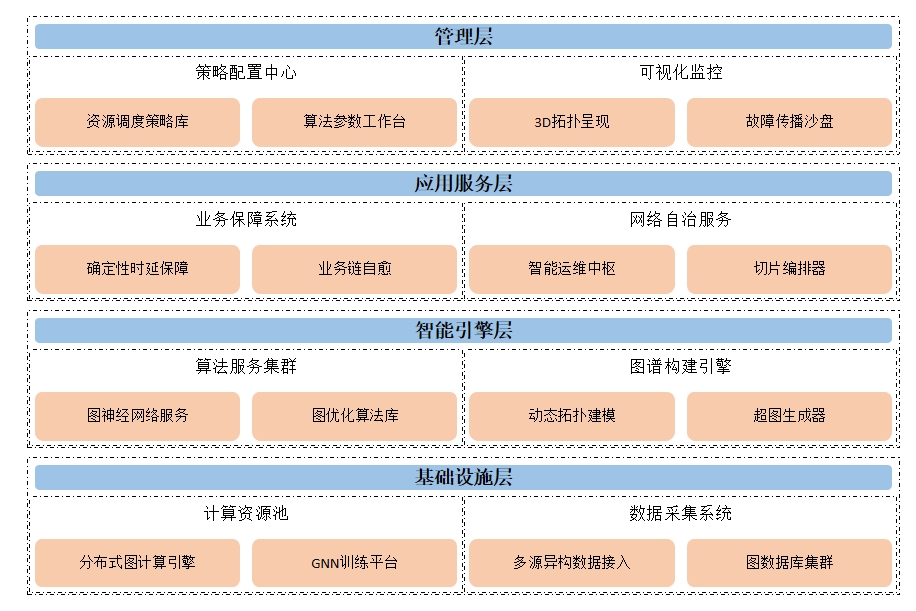 管理层
策略配置中心
可视化监控
资源调度策略库
算法参数工作台
3D拓扑呈现
故障传播沙盘
应用服务层
业务保障系统
网络自治服务
确定性时延保障
业务链自愈
智能运维中枢
切片编排器
智能引擎层
算法服务集群
图谱构建引擎
图神经网络服务
图优化算法库
动态拓扑建模
超图生成器
基础设施层
计算资源池
数据采集系统
分布式图计算引擎
GNN训练平台
多源异构数据接入
图数据库集群